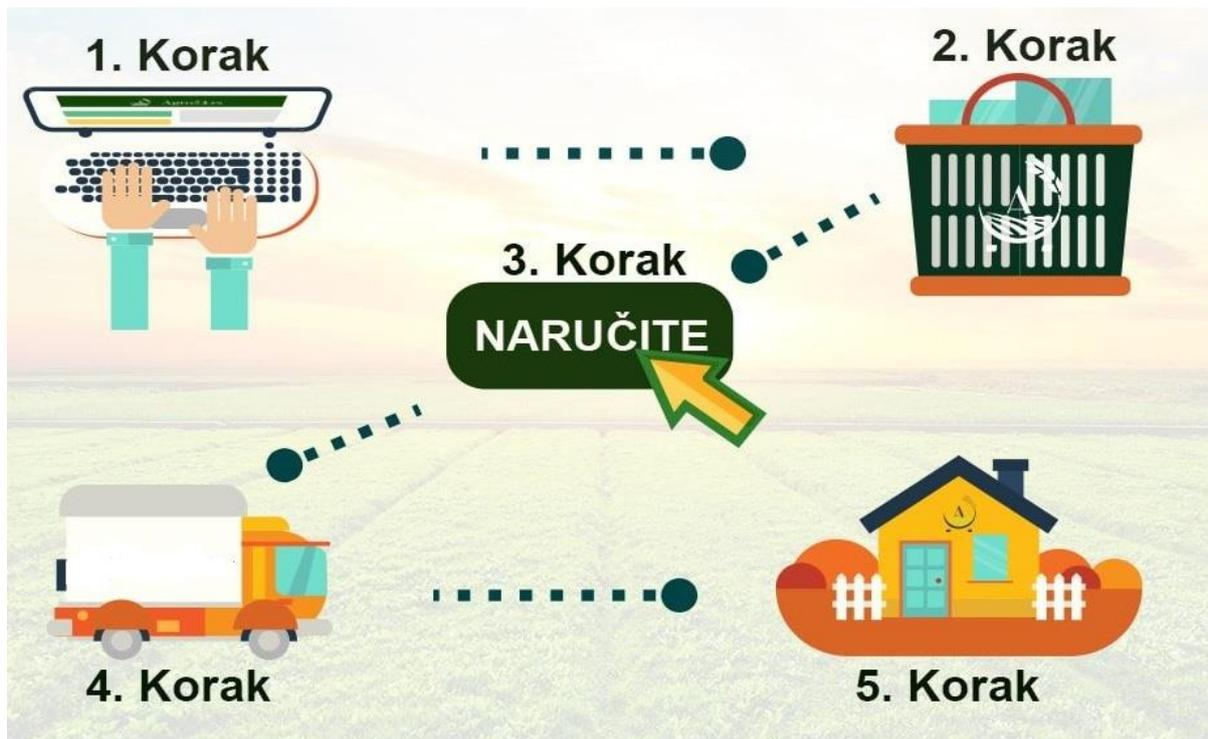 1. Korak
2. Korak
3. Korak
NARUČITE
4. Korak
5. Korak
A
A